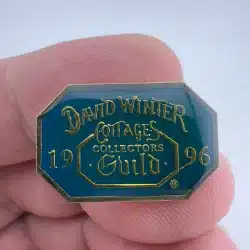 DAVID WINTER
COTTAGES
COLLECTORS
19 Guild 96
®